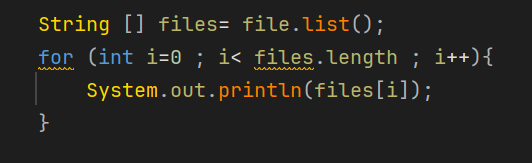 String [] files= file.list();
for (int i=0 ; i< files.length ; i++){
    System.out.println(files[i]);
}